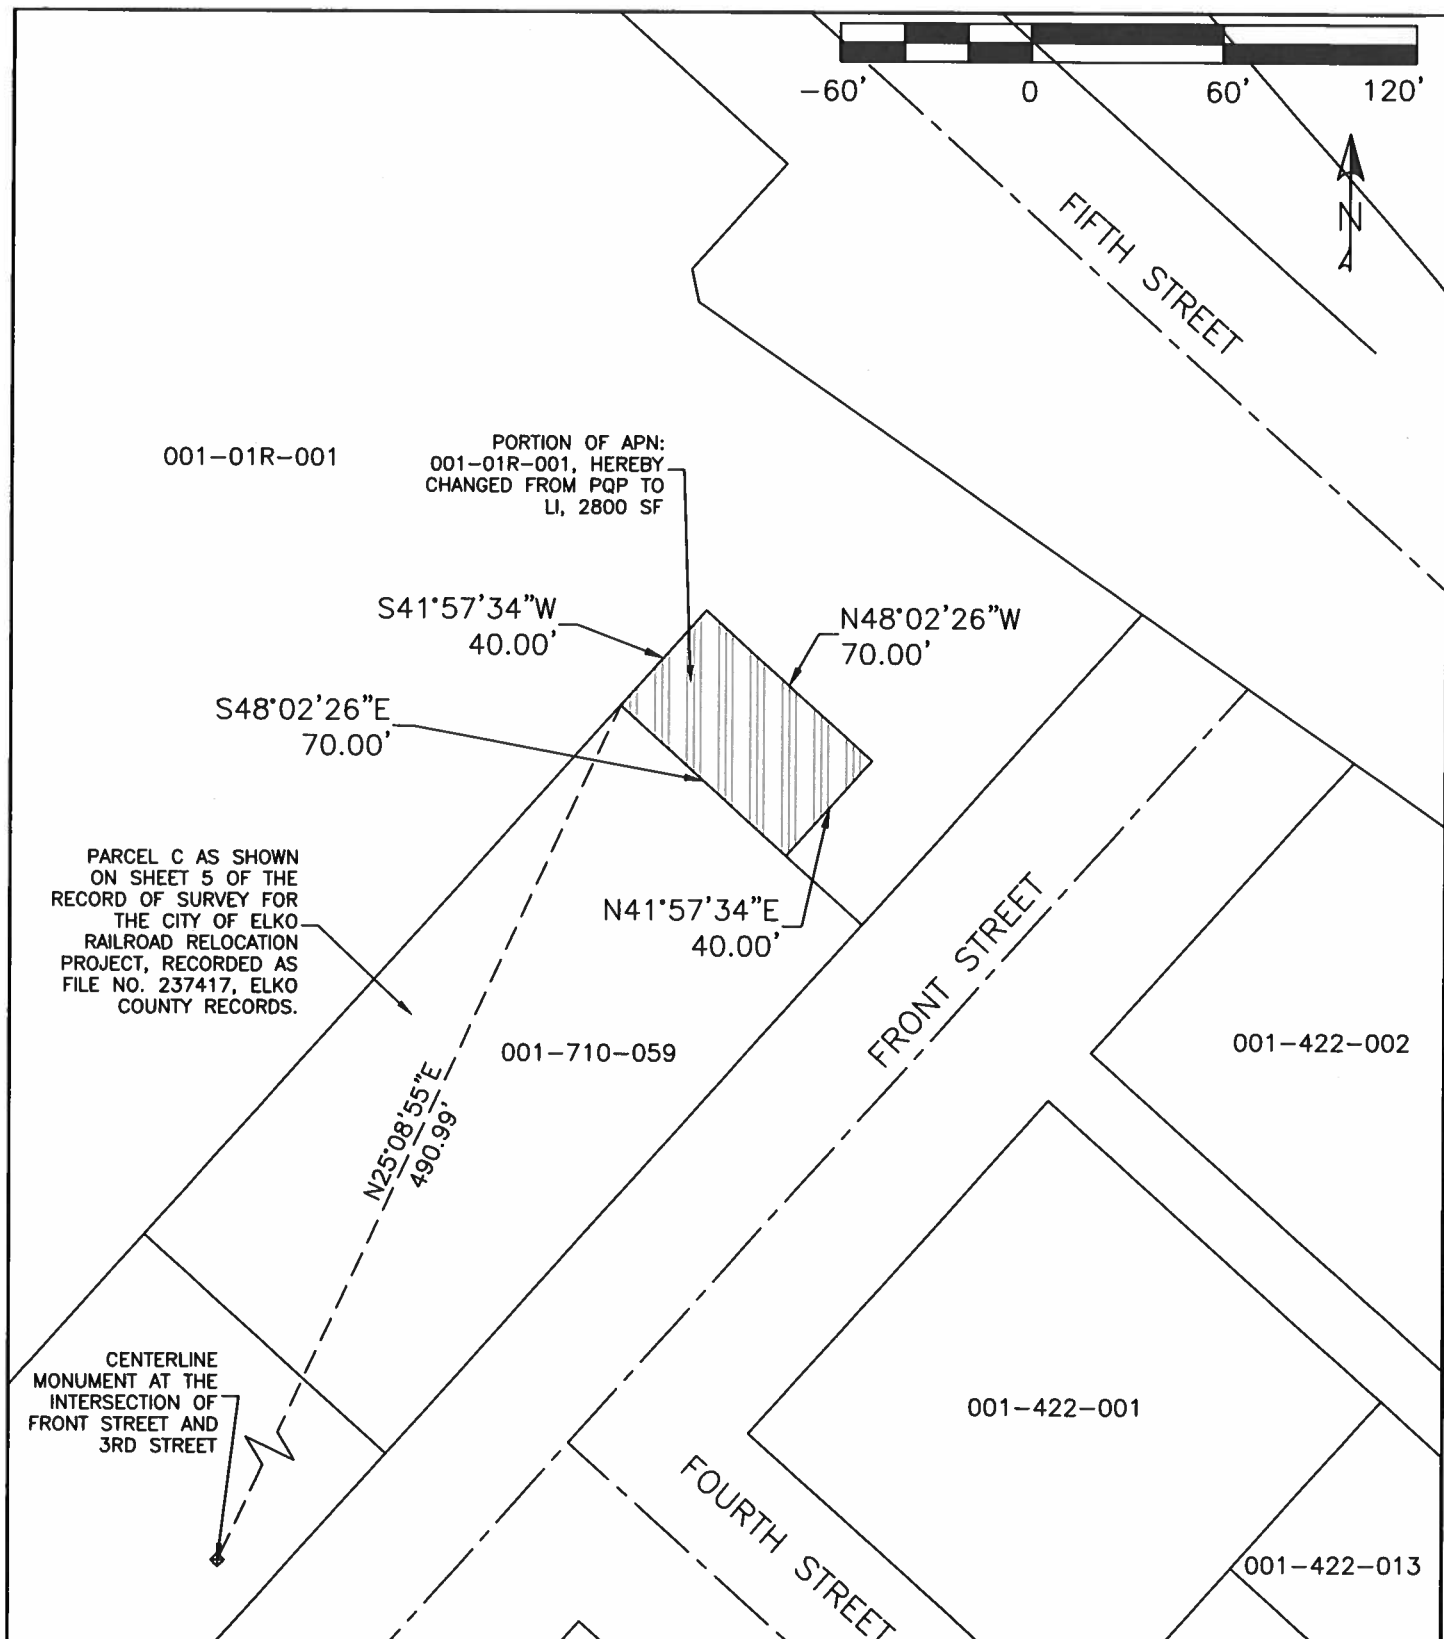 -60' 0 60' 120'
N
FIFTH STREET
001-01R-001
PORTION OF APN:
001-01R-001, HEREBY
CHANGED FROM PQP TO
LI, 2800 SF
S41°57'34"W
40.00'
N48°02'26"W
70.00'
S48°02'26"E
70.00'
PARCEL C AS SHOWN
ON SHEET 5 OF THE
RECORD OF SURVEY FOR
THE CITY OF ELKO
RAILROAD RELOCATION
PROJECT, RECORDED AS
FILE NO. 237417, ELKO
COUNTY RECORDS.
N41°57'34"E
40.00'
FRONT STREET
001-710-059
001-422-002
N25°08'55"E
490.99'
CENTERLINE
MONUMENT AT THE
INTERSECTION OF
FRONT STREET AND
3RD STREET
001-422-001
FOURTH STREET
001-422-013